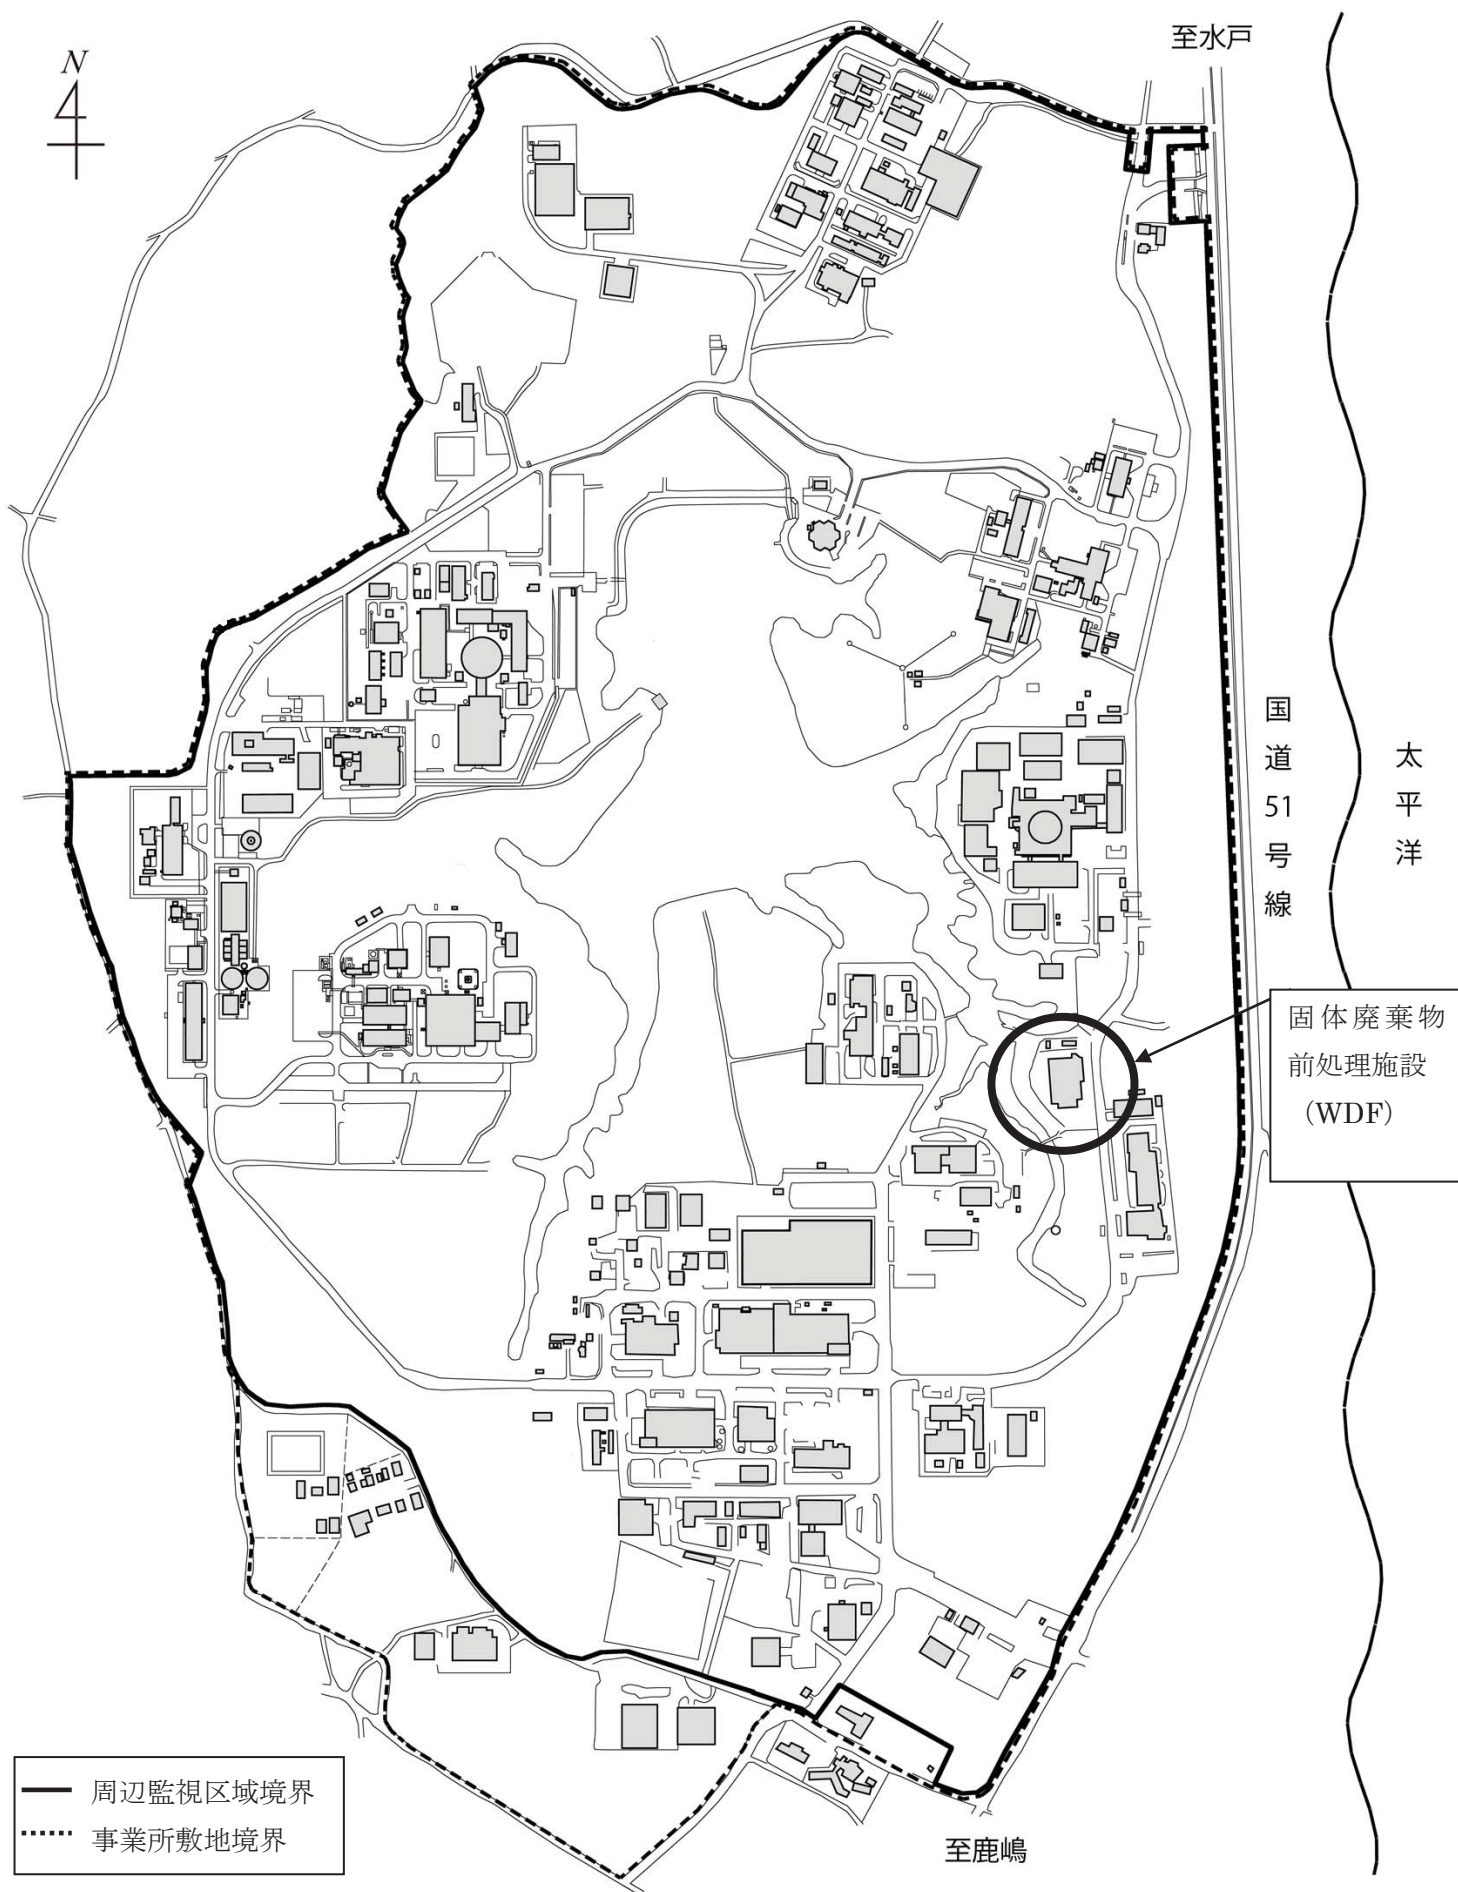 至水戸
N
国道51号線
太平洋
固体廃棄物
前処理施設
（WDF）
周辺監視区域境界
事業所敷地境界
至鹿嶋